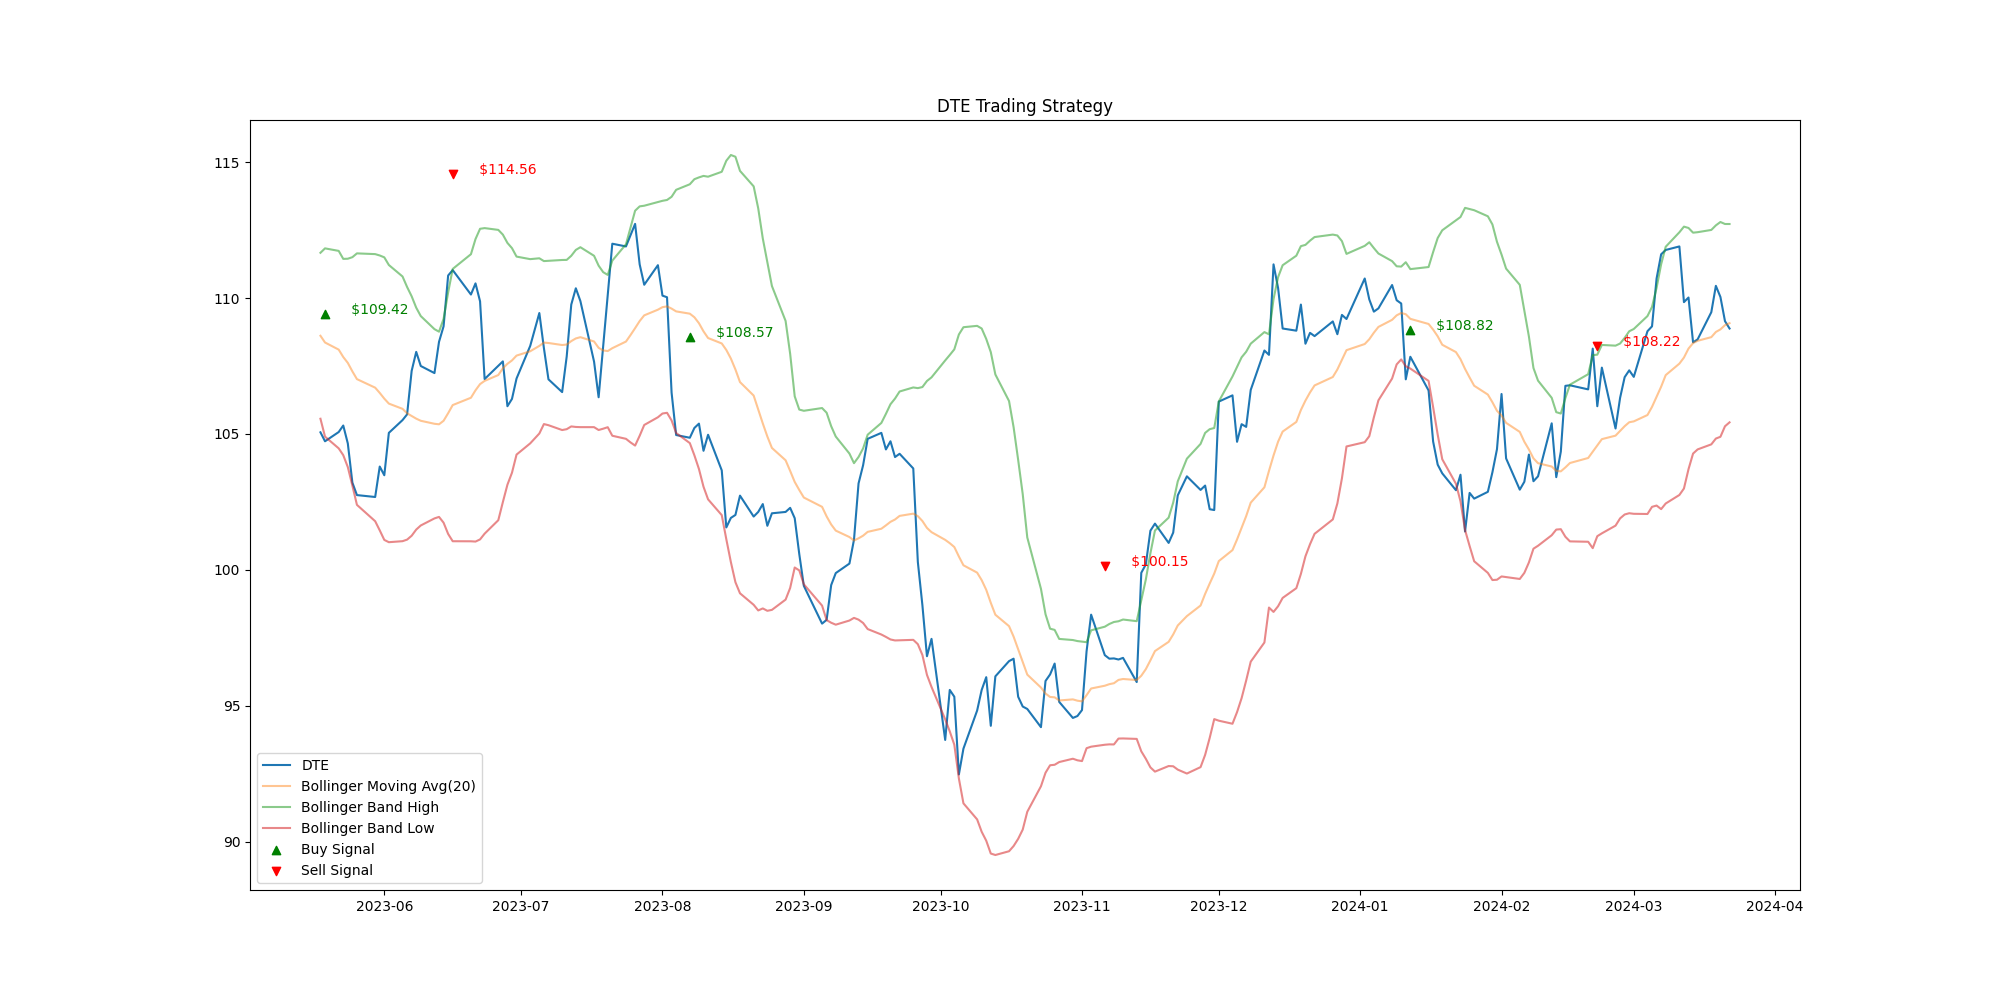 DTE Trading Strategy
115
110
105
100
95
90
$114.56
$109.42
$108.57
$108.82
$108.22
$100.15
DTE
Bollinger Moving Avg(20)
Bollinger Band High
Bollinger Band Low
Buy Signal
Sell Signal
2023-06 2023-07 2023-08 2023-09 2023-10 2023-11 2023-12 2024-01 2024-02 2024-03 2024-04